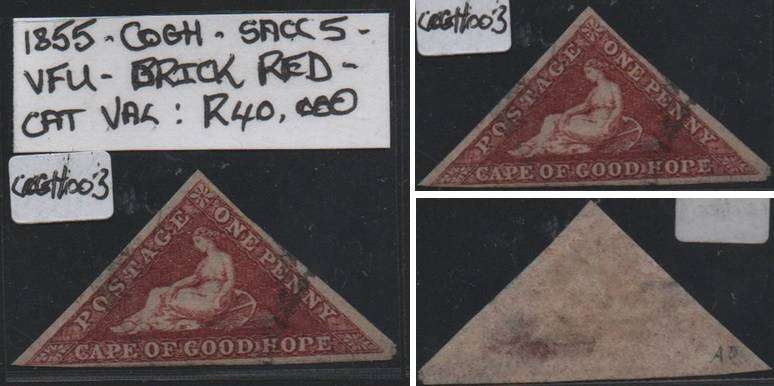 1855 - COGH - SACC 5 -
VFU - BRICK RED -
CAT VAL : R40,000
COGH003
POSTAGE
ONE PENNY
CAPE OF GOOD HOPE
COGH003
POSTAGE
ONE PENNY
CAPE OF GOOD HOPE